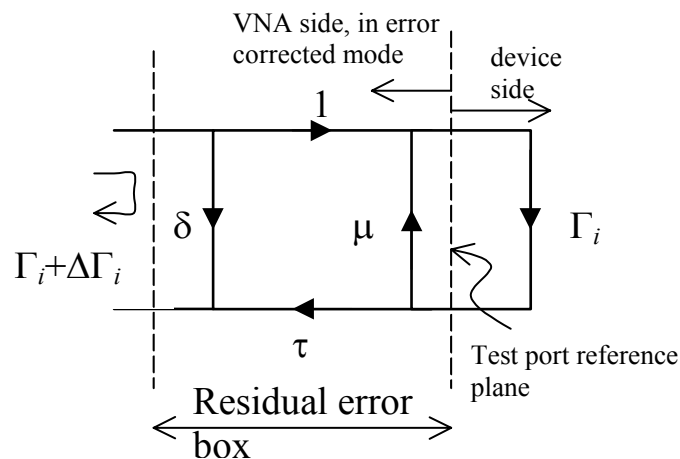 VNA side, in error
corrected mode
device
side
1
δ
μ
Γi
Γi+ΔΓi
τ
Test port reference
plane
Residual error
box